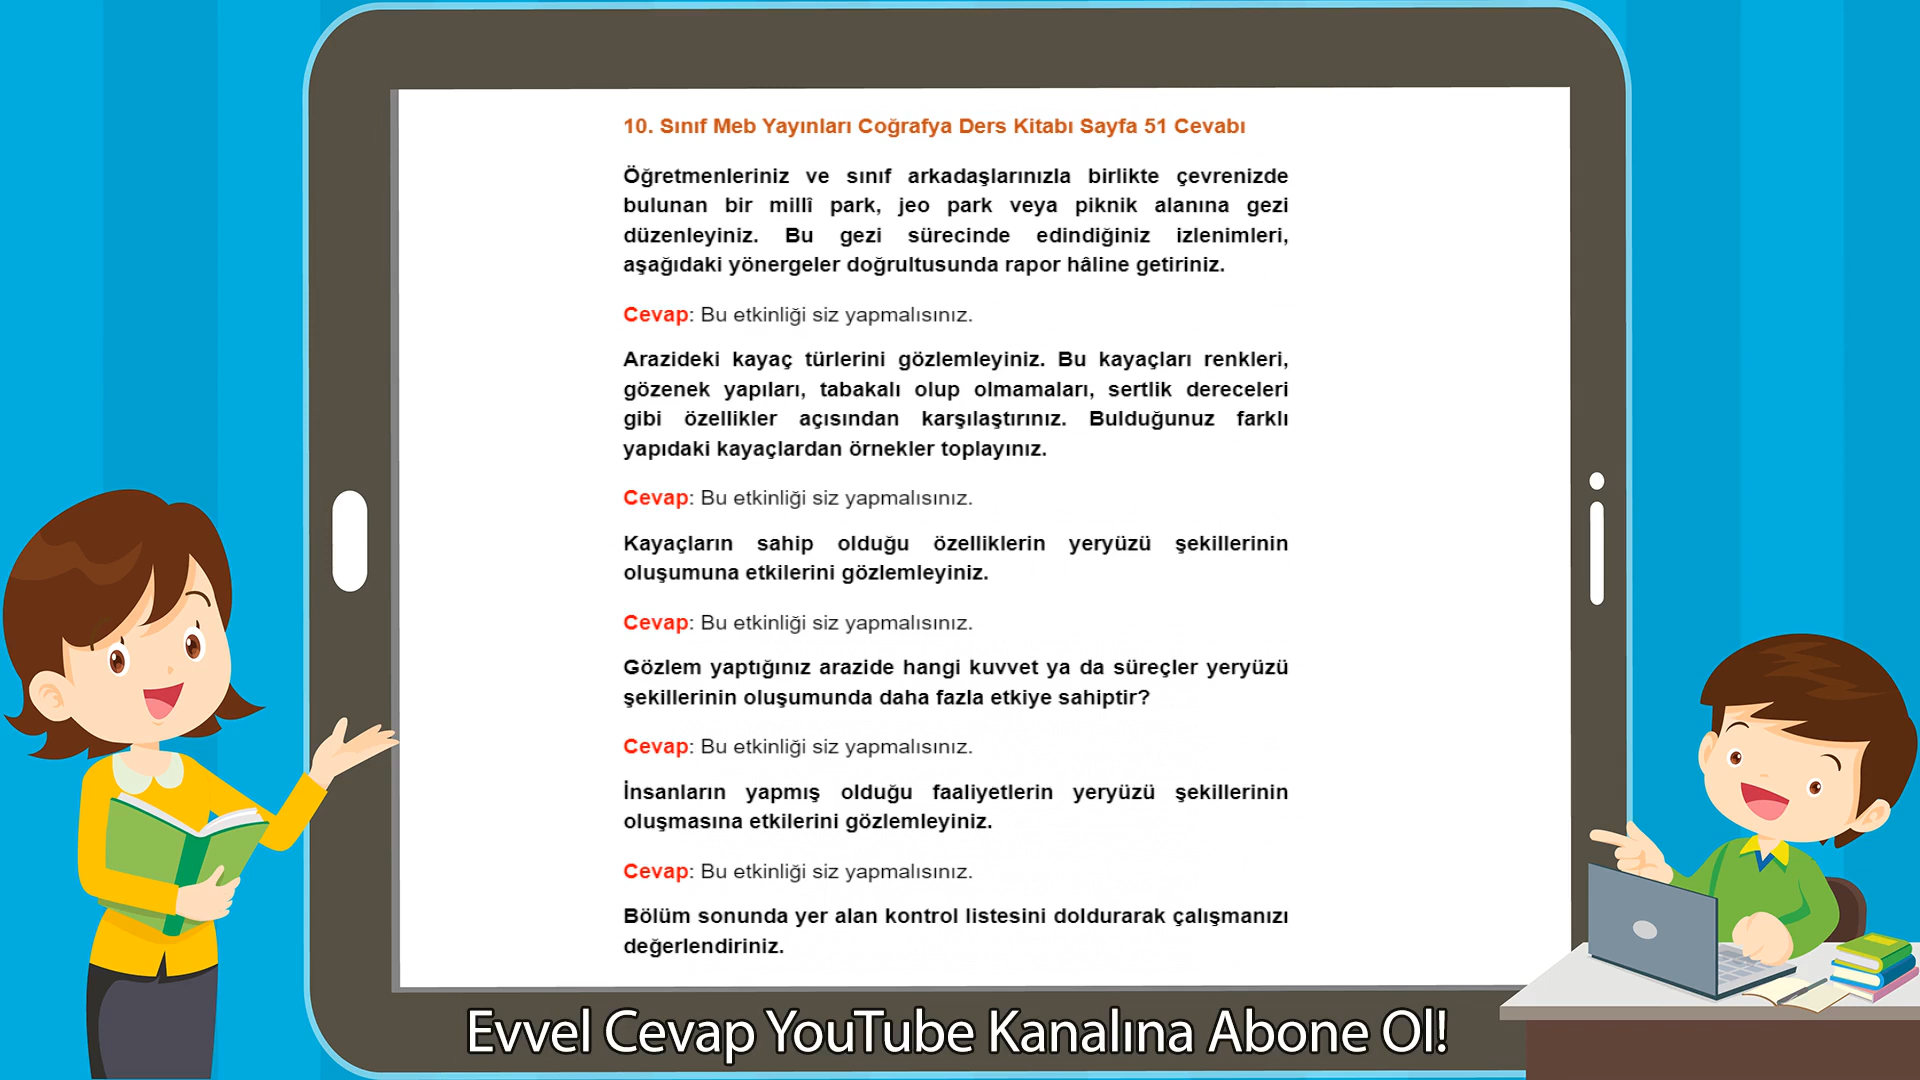 10. Sınıf Meb Yayınları Coğrafya Ders Kitabı Sayfa 51 Cevabı
Öğretmenleriniz ve sınıf arkadaşlarınızla birlikte çevrenizde
bulunan bir millî park, jeo park veya piknik alanına gezi
düzenleyiniz. Bu gezi sürecinde edindiğiniz izlenimleri,
aşağıdaki yönergeler doğrultusunda rapor hâline getiriniz.
Cevap: Bu etkinliği siz yapmalısınız.
Arazideki kayaç türlerini gözlemleyiniz. Bu kayaçları renkleri,
gözenek yapıları, tabakalı olup olmamaları, sertlik dereceleri
gibi özellikler açısından karşılaştırınız. Bulduğunuz farklı
yapıdaki kayaçlardan örnekler toplayınız.
Cevap: Bu etkinliği siz yapmalısınız.
Kayaçların sahip olduğu özelliklerin yeryüzü şekillerinin
oluşumuna etkilerini gözlemleyiniz.
Cevap: Bu etkinliği siz yapmalısınız.
Gözlem yaptığınız arazide hangi kuvvet ya da süreçler yeryüzü
şekillerinin oluşumunda daha fazla etkiye sahiptir?
Cevap: Bu etkinliği siz yapmalısınız.
İnsanların yapmış olduğu faaliyetlerin yeryüzü şekillerinin
oluşmasına etkilerini gözlemleyiniz.
Cevap: Bu etkinliği siz yapmalısınız.
Bölüm sonunda yer alan kontrol listesini doldurarak çalışmanızı
değerlendiriniz.
Evvel Cevap YouTube Kanalına Abone Ol!